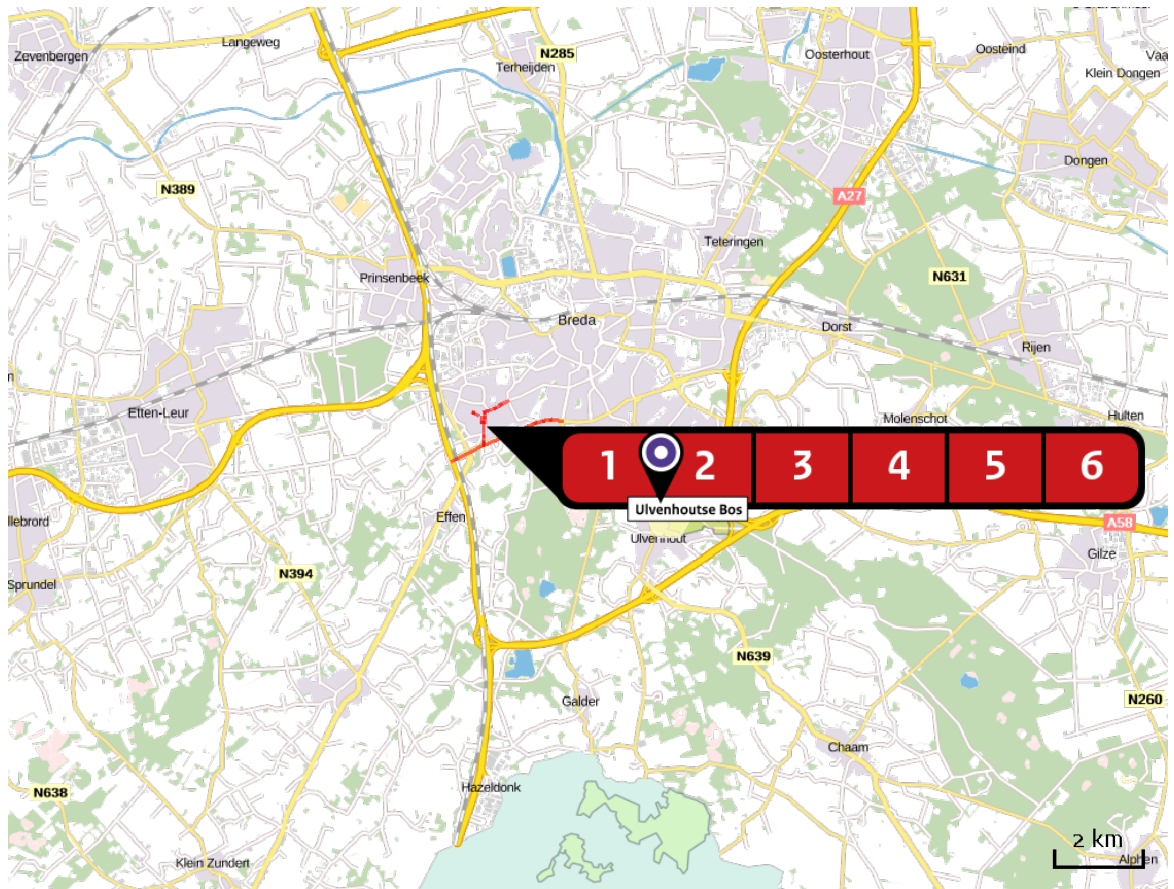 Zevenbergen
Langeweg
N285
Terheijden
Oosterhout
Oosteind
Klein Dongen
Dongen
N389
A27
Teteringen
N631
Prinsenbeek
Breda
Dorst
Rijen
Etten-Leur
Molenschot
Hulten
1 2 3 4 5 6
Ulvenhoutse Bos
Effen
Ulvenhout
A58
Gilze
llebrord
Sprundel
N394
N639
N260
Galder
Chaam
Hazeldonk
N638
Klein Zundert
2 km
Alphen